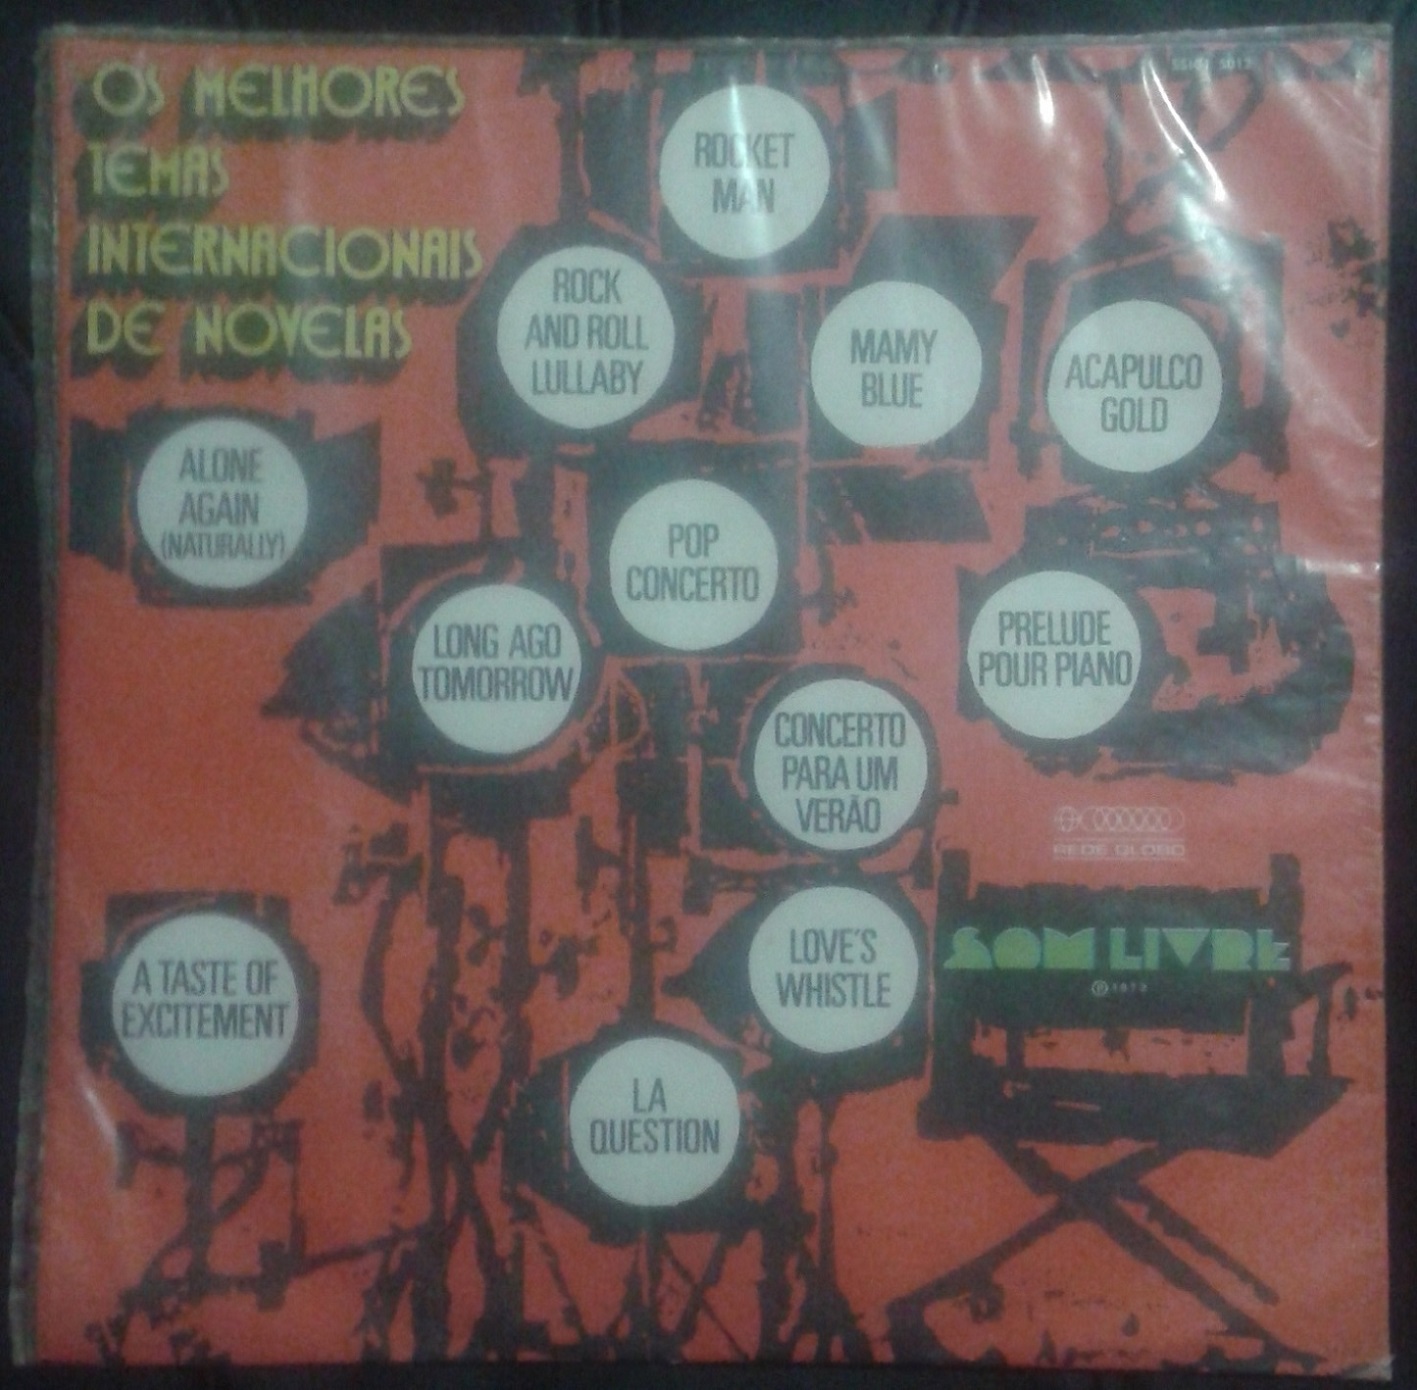 OS MELHORES
TEMAS
INTERNACIONAIS
DE NOVELAS
ROCKET
MAN
ROCK
AND ROLL
LULLABY
MAMY
BLUE
ACAPULCO
GOLD
ALONE
AGAIN
(NATURALLY)
POP
CONCERTO
LONG AGO
TOMORROW
PRELUDE
POUR PIANO
CONCERTO
PARA UM
VERÃO
REDE GLOBO
A TASTE OF
EXCITEMENT
LOVE'S
WHISTLE
SOM LIVRE
LA
QUESTION